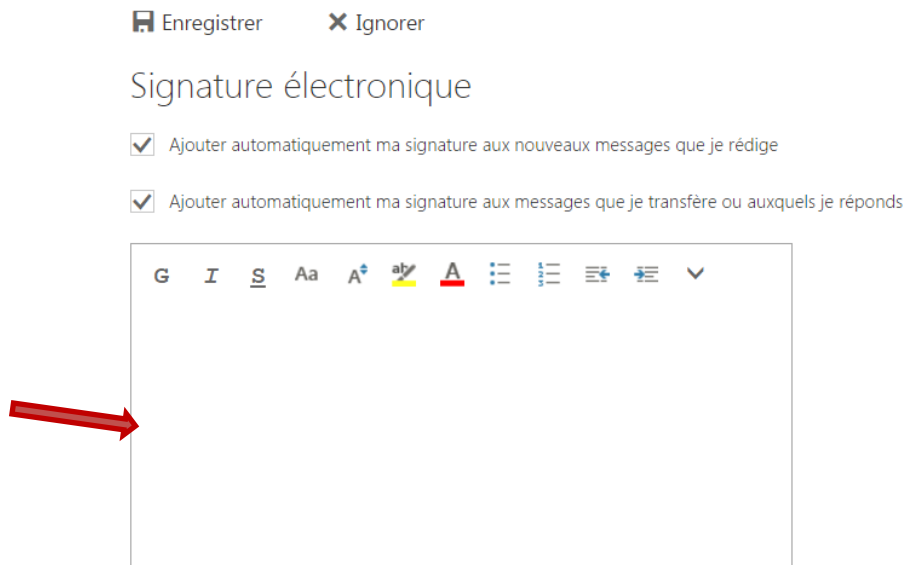 Enregistrer Ignorer
Signature électronique
Ajouter automatiquement ma signature aux nouveaux messages que je rédige
Ajouter automatiquement ma signature aux messages que je transfère ou auxquels je réponds
G I S Aa A ab A